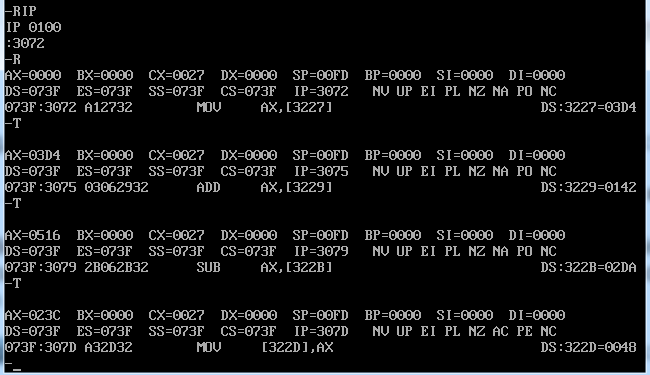 -RIP
IP 0100
:3072
-R
AX=0000  BX=0000  CX=0027  DX=0000  SP=00FD  BP=0000  SI=0000  DI=0000
DS=073F  ES=073F  SS=073F  CS=073F  IP=3072   NV UP EI PL NZ NA PO NC
073F:3072 A12732        MOV     AX,[3227]                          DS:3227=03D4
-T
AX=03D4  BX=0000  CX=0027  DX=0000  SP=00FD  BP=0000  SI=0000  DI=0000
DS=073F  ES=073F  SS=073F  CS=073F  IP=3075   NV UP EI PL NZ NA PO NC
073F:3075 03062932      ADD     AX,[3229]                          DS:3229=0142
-T
AX=0516  BX=0000  CX=0027  DX=0000  SP=00FD  BP=0000  SI=0000  DI=0000
DS=073F  ES=073F  SS=073F  CS=073F  IP=3079   NV UP EI PL NZ NA PO NC
073F:3079 2B062B32      SUB     AX,[322B]                          DS:322B=02DA
-T
AX=023C  BX=0000  CX=0027  DX=0000  SP=00FD  BP=0000  SI=0000  DI=0000
DS=073F  ES=073F  SS=073F  CS=073F  IP=307D   NV UP EI PL NZ AC PE NC
073F:307D A32D32        MOV     [322D],AX                          DS:322D=0048
-_